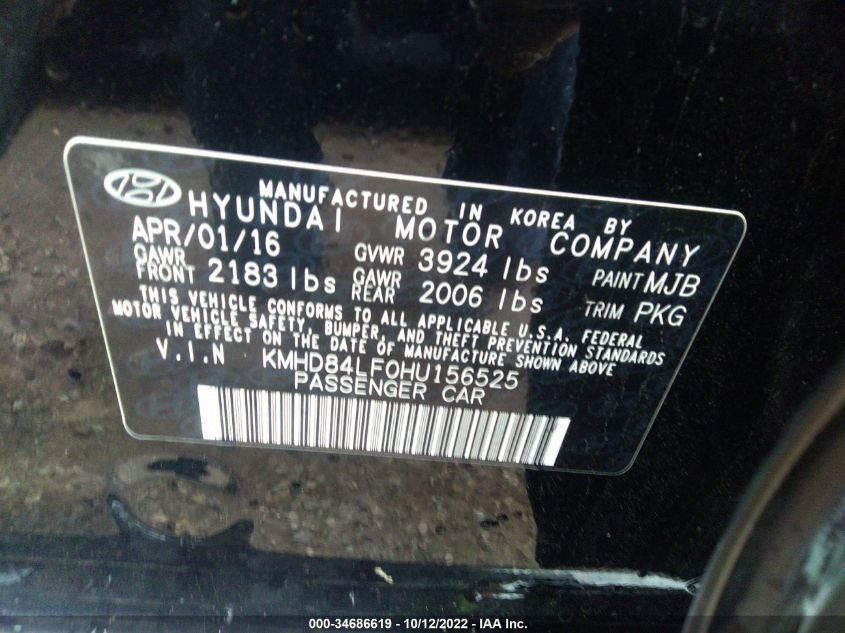 MANUFACTURED IN KOREA BY
HYUNDAI MOTOR COMPANY
APR/01/16 GVWR 3924 lbs PAINT MJB
GAWR FRONT 2183 lbs GAWR REAR 2006 lbs TRIM PKG
THIS VEHICLE CONFORMS TO ALL APPLICABLE U.S.A. FEDERAL
MOTOR VEHICLE SAFETY, BUMPER, AND THEFT PREVENTION STANDARDS
IN EFFECT ON THE DATE OF MANUFACTURE SHOWN ABOVE
V.I.N KMHD84LF0HU156525
PASSENGER CAR
000-34686619 - 10/12/2022 - IAA Inc.